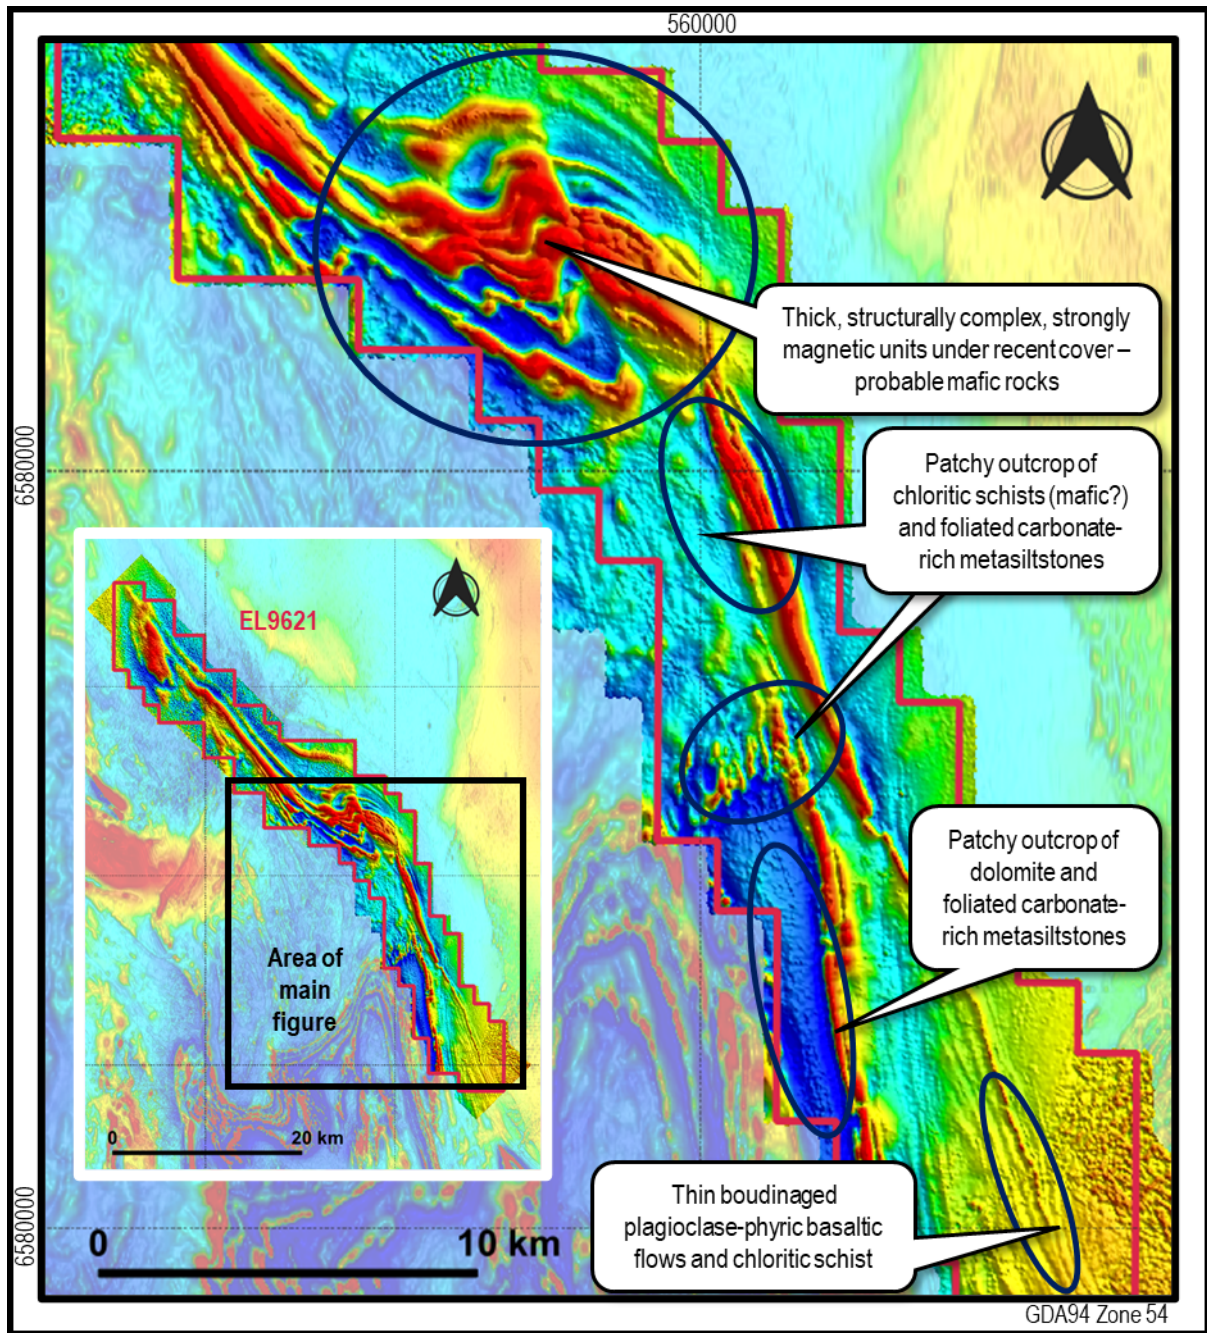 560000
Thick, structurally complex, strongly
magnetic units under recent cover –
probable mafic rocks
6580000
Patchy outcrop of
chloritic schists (mafic?)
and foliated carbonate-
rich metasiltstones
EL9621
Area of
main
figure
0
20 km
Patchy outcrop of
dolomite and
foliated carbonate-
rich metasiltstones
Thin boudinaged
plagioclase-phyric basaltic
flows and chloritic schist
6580000
0
10 km
GDA94 Zone 54